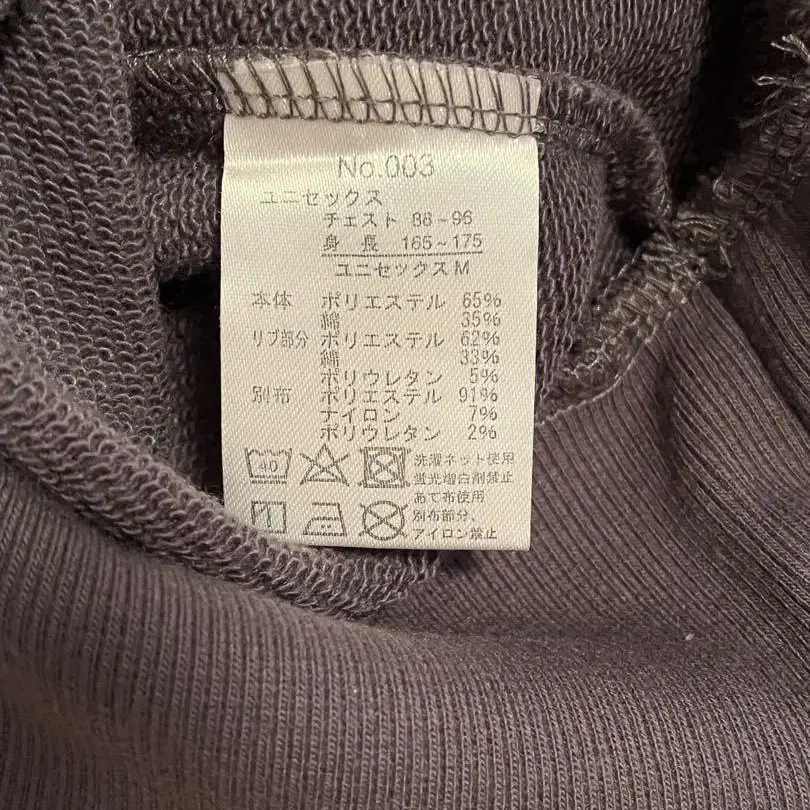 No.003
ユニセックス
チェスト 88~96
身 長 165~175
ユニセックスM
本体 ポリエステル 65%
綿 35%
リブ部分 ポリエステル 62%
綿 33%
ポリウレタン 5%
別布 ポリエステル 91%
ナイロン 7%
ポリウレタン 2%
40
洗濯ネット使用
蛍光増白剤禁止
あて布使用
別布部分、
アイロン禁止